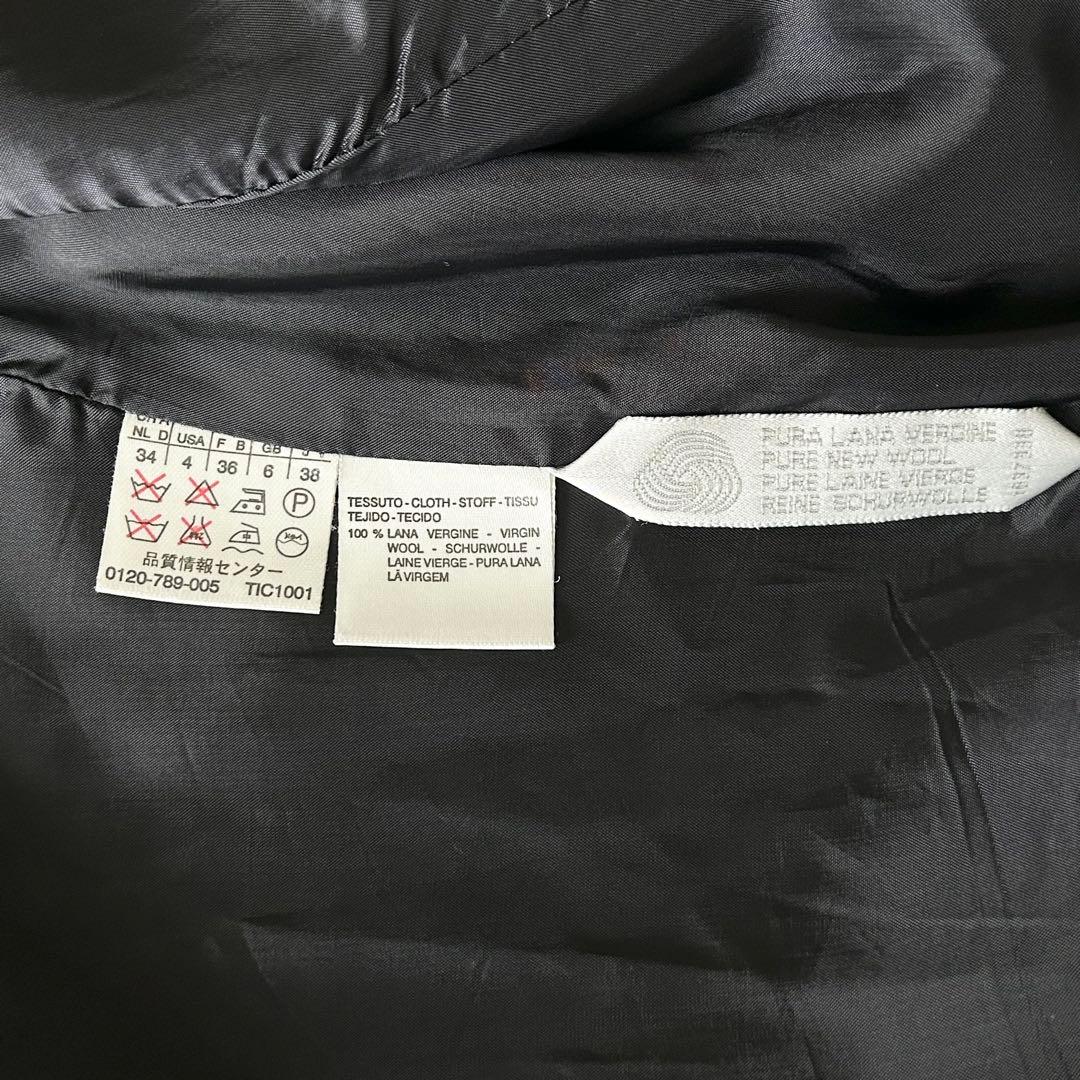 NL D USA F B GB
34 4 36 6 38
P
中
品質情報センター
0120-789-005 TIC1001
TESSUTO-CLOTH-STOFF-TISSU
TEJIDO-TECIDO
100 % LANA VERGINE - VIRGIN
WOOL - SCHURWOLLE -
LAINE VIERGE - PURA LANA
LÃ VIRGEM
PURA LANA VERGINE
PURE NEW WOOL
PURE LAINE VIERGE
REINE SCHURWOLLE